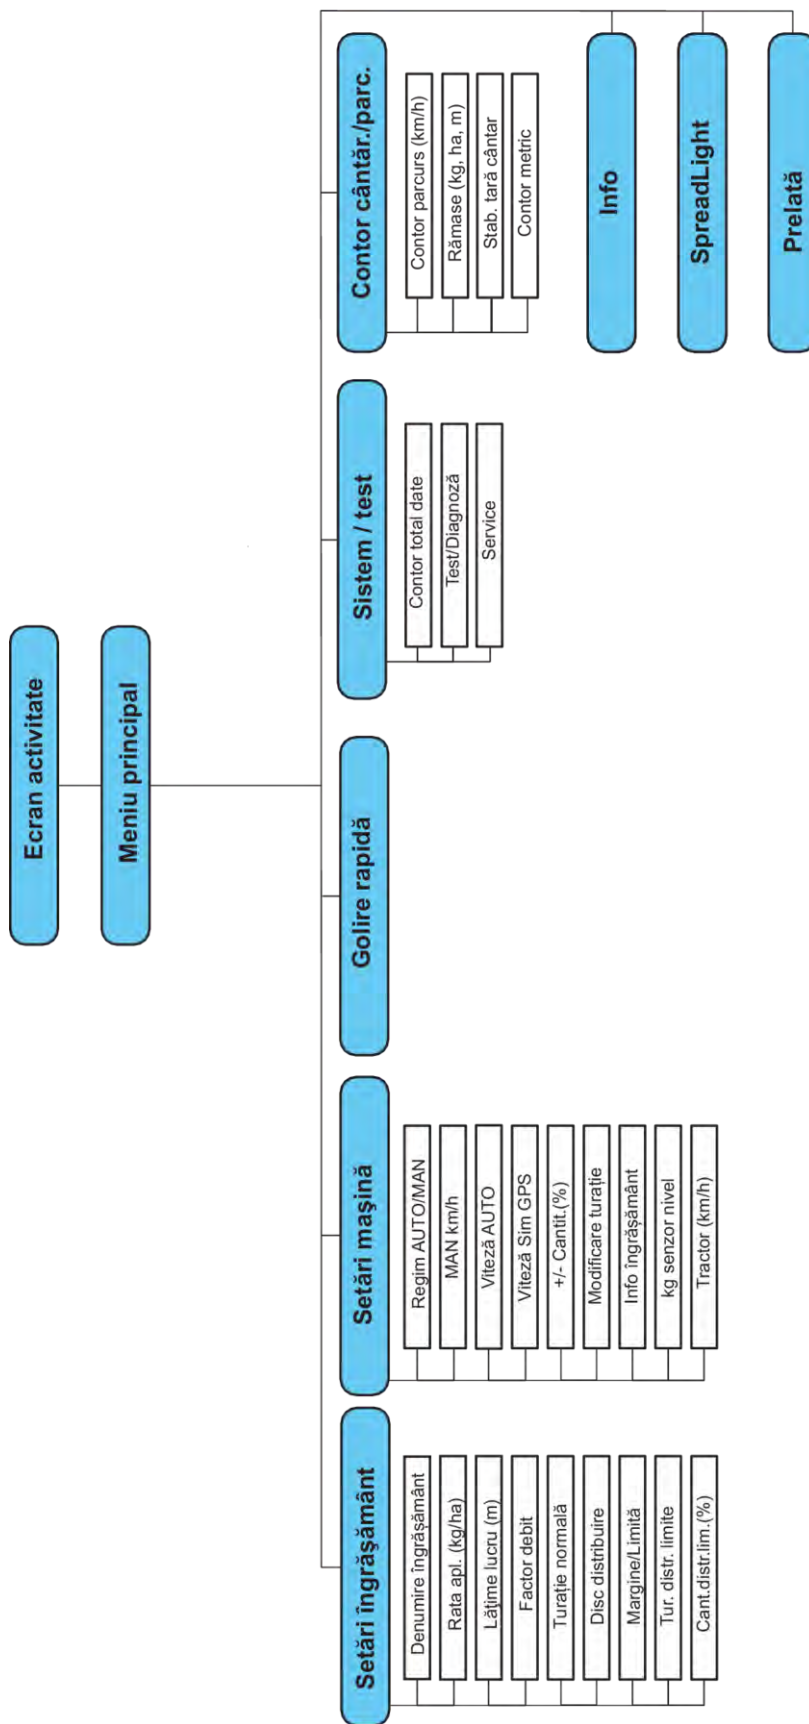 Ecran activitate
Meniu principal
Setări îngrăşământ
Denumire îngrășământ
Rata apl. (kg/ha)
Lăţime lucru (m)
Factor debit
Turație normală
Disc distribuire
Margine/Limită
Tur. distr. limite
Cant.distr.lim.(%)
Setări maşină
Regim AUTO/MAN
MAN km/h
Viteză AUTO
Viteză Sim GPS
+/- Cantit.(%)
Modificare turație
Info îngrășământ
kg senzor nivel
Tractor (km/h)
Golire rapidă
Sistem / test
Contor total date
Test/Diagnoză
Service
Contor cântăr./parc.
Contor parcurs (km/h)
Rămase (kg, ha, m)
Stab. tară cântar
Contor metric
Info
SpreadLight
Prelată